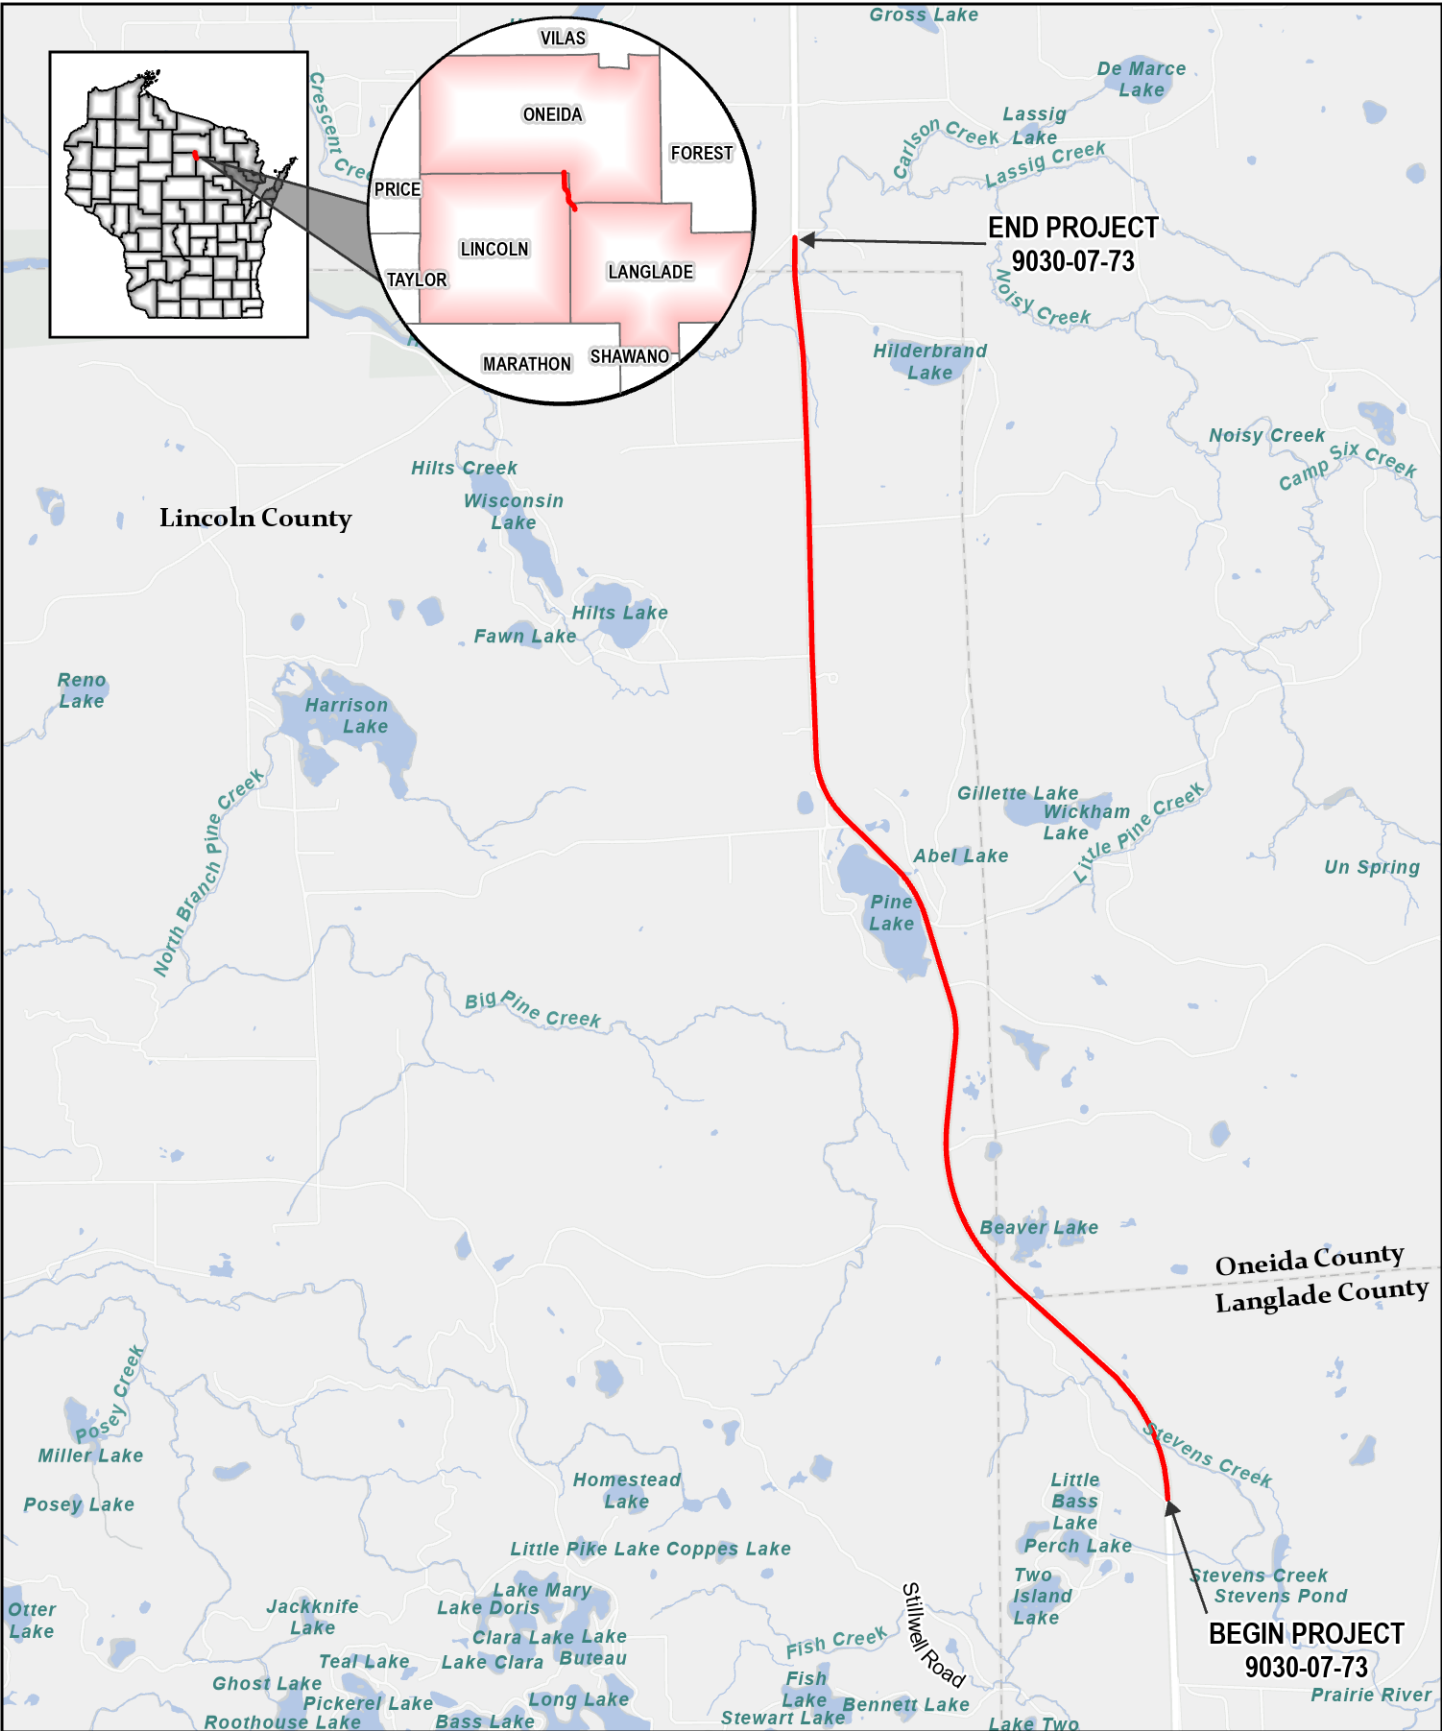 Gross Lake
De Marce
Lake
Lassig
Lake
Carlson Creek
Lassig Creek
Crescent Cree
VILAS
ONEIDA
FOREST
PRICE
LINCOLN
LANGLADE
TAYLOR
MARATHON
SHAWANO
END PROJECT
9030-07-73
Noisy Creek
Hilderbrand
Lake
Noisy Creek
Camp Six Creek
Hilts Creek
Wisconsin
Lake
Lincoln County
Hilts Lake
Fawn Lake
Reno
Lake
Harrison
Lake
North Branch Pine Creek
Gillette Lake
Wickham
Lake
Little Pine Creek
Abel Lake
Un Spring
Pine
Lake
Big Pine Creek
Beaver Lake
Oneida County
Langlade County
Posey Creek
Miller Lake
Posey Lake
Stevens Creek
Homestead
Lake
Little
Bass
Lake
Perch Lake
Little Pike Lake
Coppes Lake
Two
Island
Lake
Stevens Creek
Stevens Pond
Lake Mary
Lake Doris
Otter
Lake
Jackknife
Lake
Clara Lake
Lake
Buteau
Lake Clara
Stillwell Road
Fish Creek
BEGIN PROJECT
9030-07-73
Teal Lake
Ghost Lake
Pickerel Lake
Long Lake
Fish
Lake
Bennett Lake
Prairie River
Roothouse Lake
Bass Lake
Stewart Lake
Lake Two